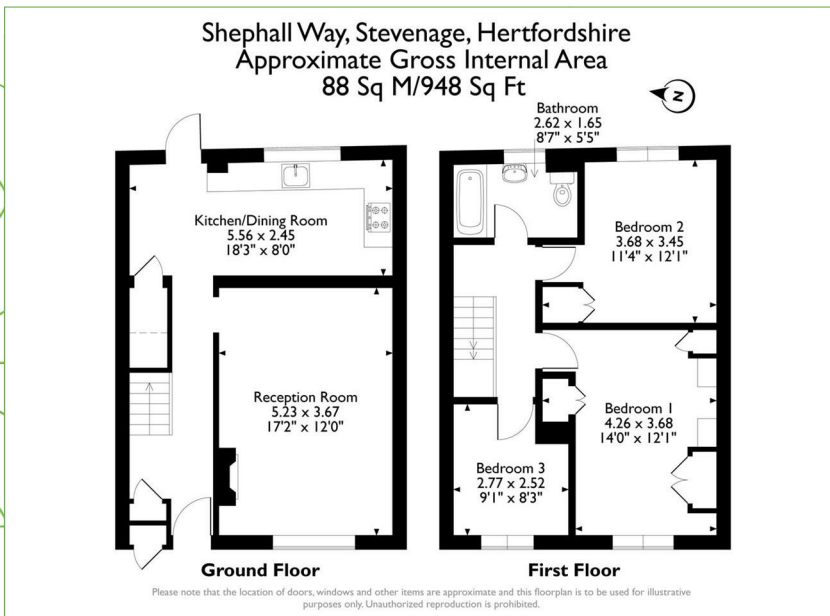 Shephall Way, Stevenage, Hertfordshire
Approximate Gross Internal Area
88 Sq M/948 Sq Ft
N
Bathroom
2.62 x 1.65
8'7" x 5'5"
Kitchen/Dining Room
5.56 x 2.45
18'3" x 8'0"
Bedroom 2
3.68 x 3.45
11'4" x 12'1"
Reception Room
5.23 x 3.67
17'2" x 12'0"
Bedroom 1
4.26 x 3.68
14'0" x 12'1"
Bedroom 3
2.77 x 2.52
9'1" x 8'3"
Ground Floor
First Floor
Please note that the location of doors, windows and other items are approximate and this floorplan is to be used for illustrative
purposes only. Unauthorized reproduction is prohibited.